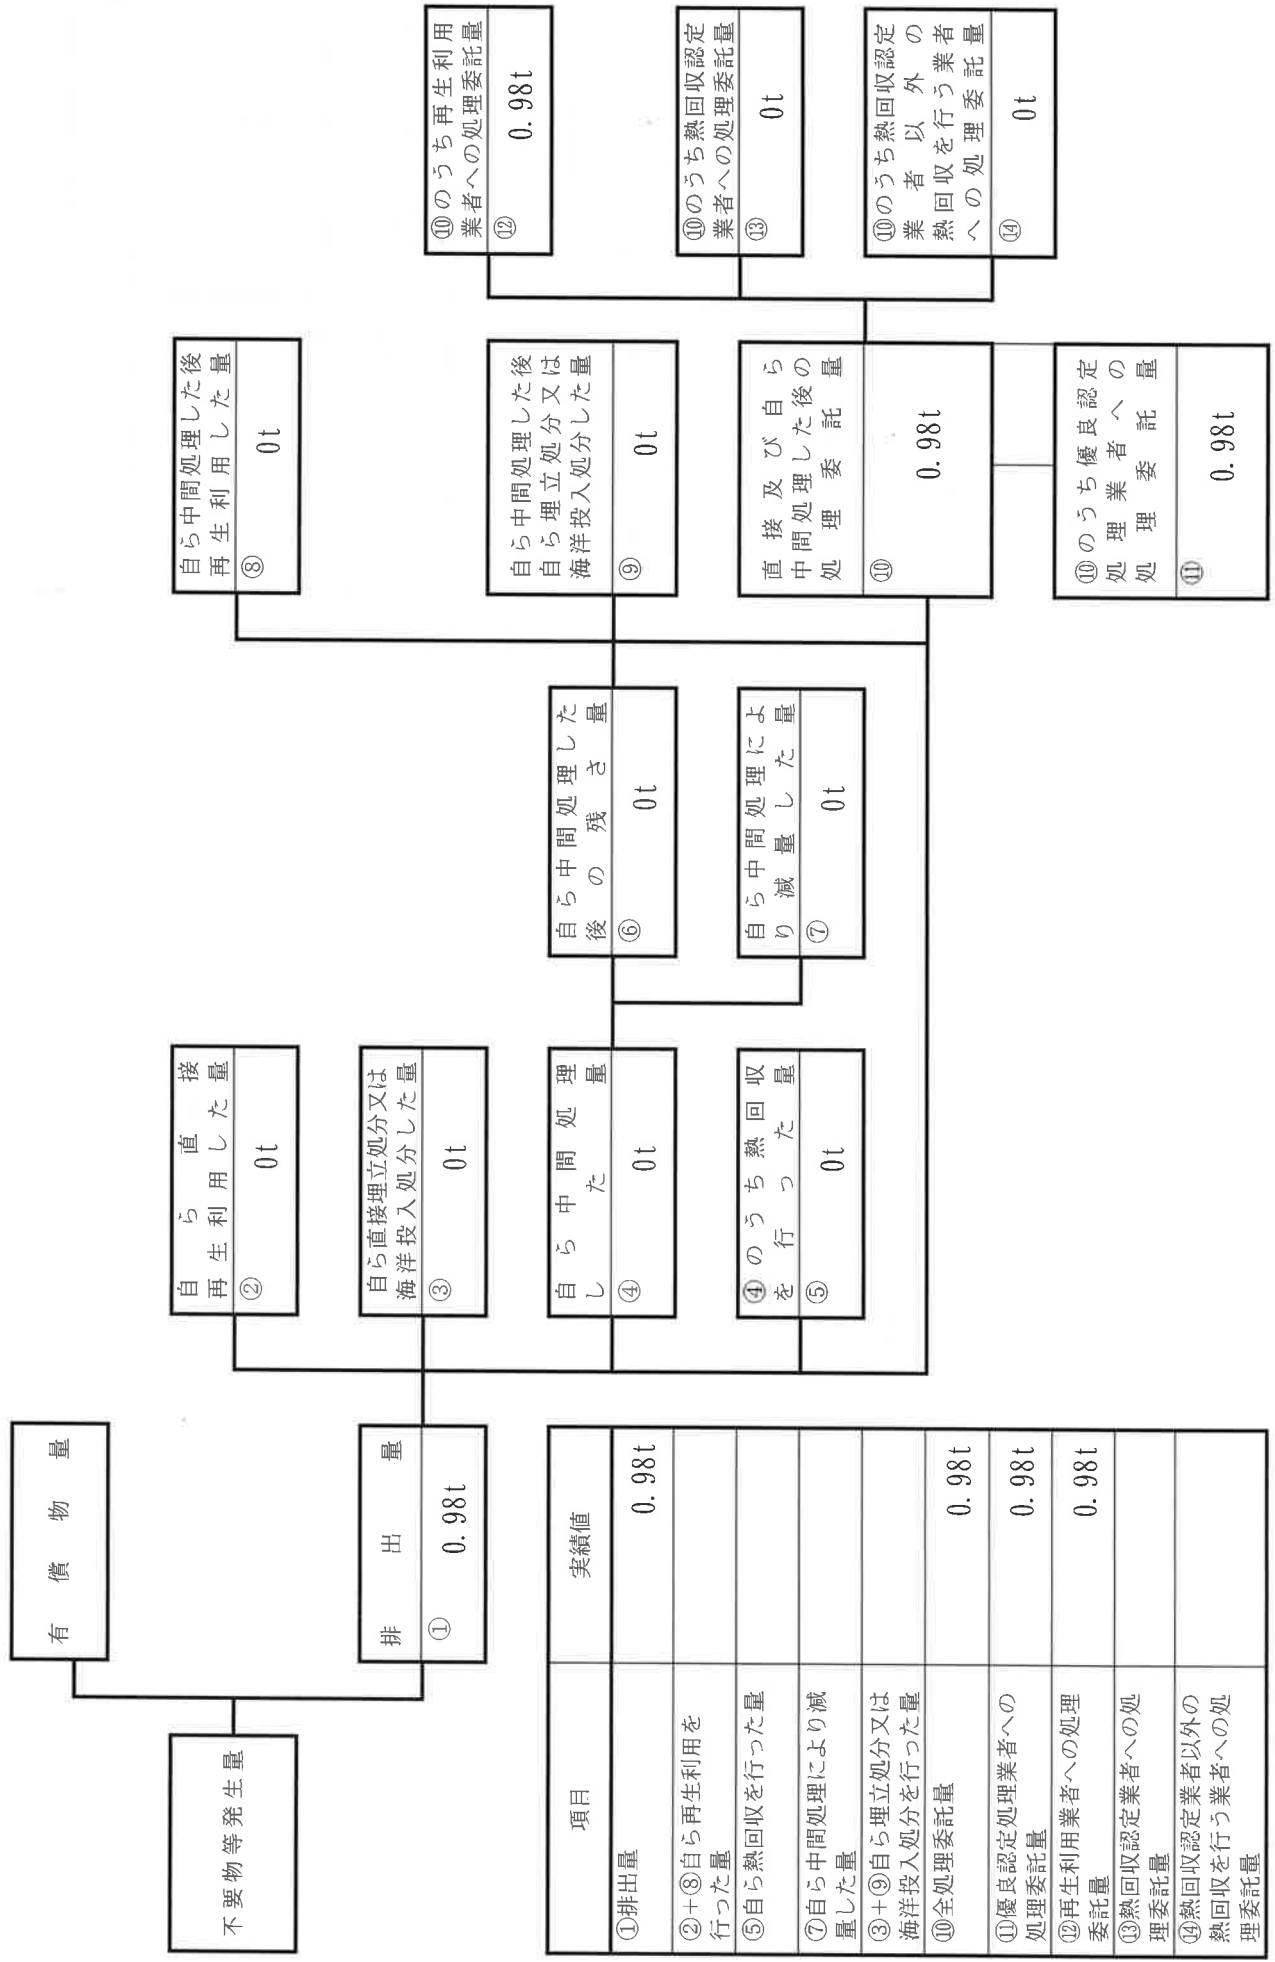 不要物等発生量
有償物量
排出量
① 0.98t
自ら直接
再生利用した量
② 0t
自ら直接埋立処分又は
海洋投入処分した量
③ 0t
自ら中間処理
した量
④ 0t
④のうち熱回収
を行った量
⑤ 0t
自ら中間処理した
後の残さ量
⑥ 0t
自ら中間処理によ
り減量した量
⑦ 0t
自ら中間処理した後
再生利用した量
⑧ 0t
自ら中間処理した後
自ら埋立処分又は
海洋投入処分した量
⑨ 0t
直接及び自ら
中間処理した後の
処理委託量
⑩ 0.98t
⑩のうち優良認定
処理業者への
処理委託量
⑪ 0.98t
⑩のうち再生利用
業者への処理委託量
⑫ 0.98t
⑩のうち熱回収認定
業者への処理委託量
⑬ 0t
⑩のうち熱回収認定
業者以外の
熱回収を行う業者
への処理委託量
⑭ 0t
項目 実績値
①排出量 0.98t
②+⑧自ら再生利用を
行った量
⑤自ら熱回収を行った量
⑦自ら中間処理により減
量した量
③+⑨自ら埋立処分又は
海洋投入処分を行った量
⑩全処理委託量 0.98t
⑪優良認定処理業者への
処理委託量 0.98t
⑫再生利用業者への処理
委託量 0.98t
⑬熱回収認定業者への処
理委託量
⑭熱回収認定業者以外の
熱回収を行う業者への処
理委託量